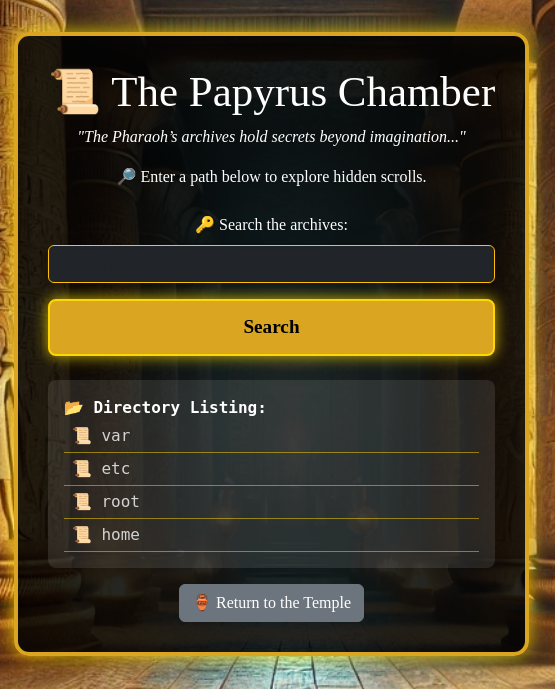 📜 The Papyrus Chamber
"The Pharaoh’s archives hold secrets beyond imagination..."
🔎 Enter a path below to explore hidden scrolls.
🔑 Search the archives:
Search
📂 Directory Listing:
📜 var
📜 etc
📜 root
📜 home
🏺 Return to the Temple